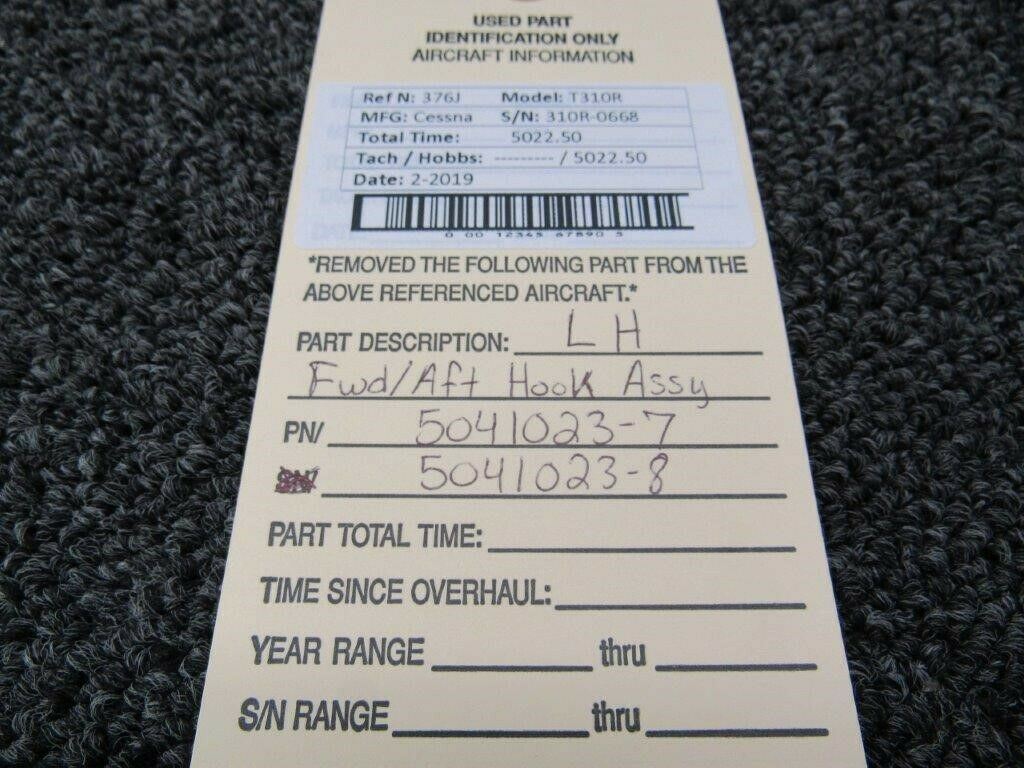 USED PART
IDENTIFICATION ONLY
AIRCRAFT INFORMATION
Ref N: 376J Model: T310R
MFG: Cessna S/N: 310R-0668
Total Time: 5022.50
Tach / Hobbs: --------- / 5022.50
Date: 2-2019
0 00 12345 67890 5
*REMOVED THE FOLLOWING PART FROM THE
ABOVE REFERENCED AIRCRAFT.*
PART DESCRIPTION: LH
Fwd/Aft Hook Assy
PN/ 5041023-7
5041023-8
PART TOTAL TIME:
TIME SINCE OVERHAUL:
YEAR RANGE thru
S/N RANGE thru